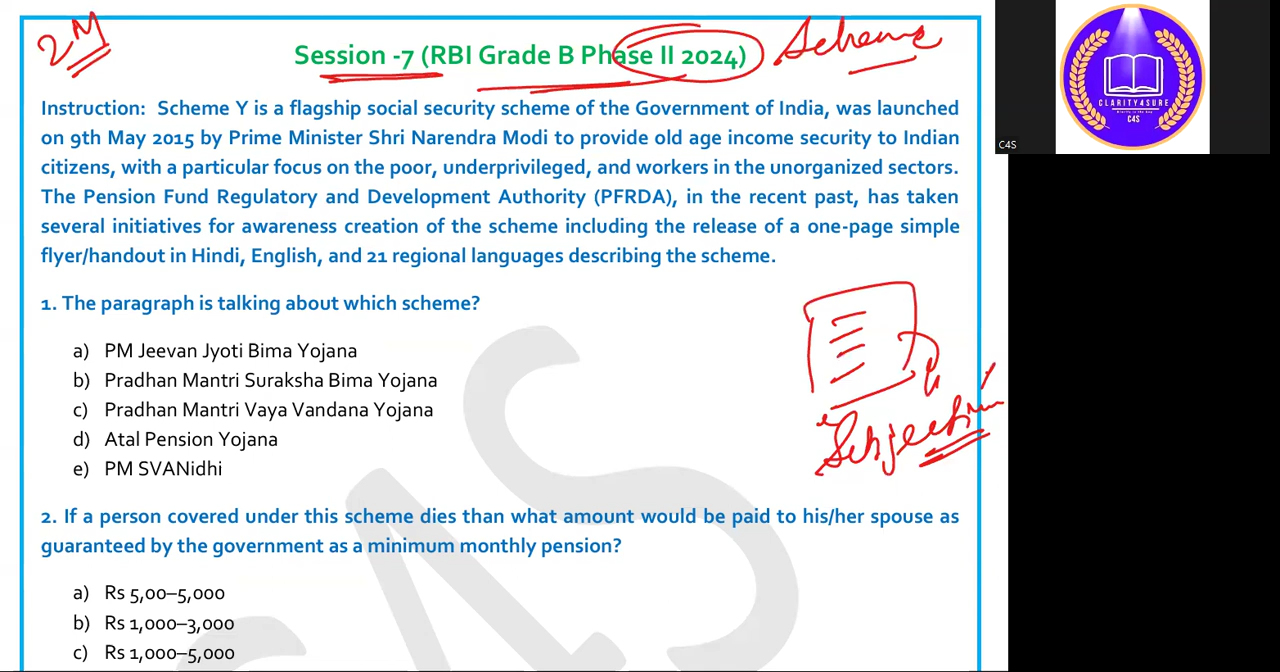 2M
Session -7 (RBI Grade B Phase II 2024)
Scheme
CLARITY4SURE
C4S
C4S
Instruction: Scheme Y is a flagship social security scheme of the Government of India, was launched
on 9th May 2015 by Prime Minister Shri Narendra Modi to provide old age income security to Indian
citizens, with a particular focus on the poor, underprivileged, and workers in the unorganized sectors.
The Pension Fund Regulatory and Development Authority (PFRDA), in the recent past, has taken
several initiatives for awareness creation of the scheme including the release of a one-page simple
flyer/handout in Hindi, English, and 21 regional languages describing the scheme.
1. The paragraph is talking about which scheme?
a) PM Jeevan Jyoti Bima Yojana
b) Pradhan Mantri Suraksha Bima Yojana
c) Pradhan Mantri Vaya Vandana Yojana
d) Atal Pension Yojana
e) PM SVANidhi
2. If a person covered under this scheme dies than what amount would be paid to his/her spouse as
guaranteed by the government as a minimum monthly pension?
a) Rs 5,00–5,000
b) Rs 1,000–3,000
c) Rs 1,000–5,000